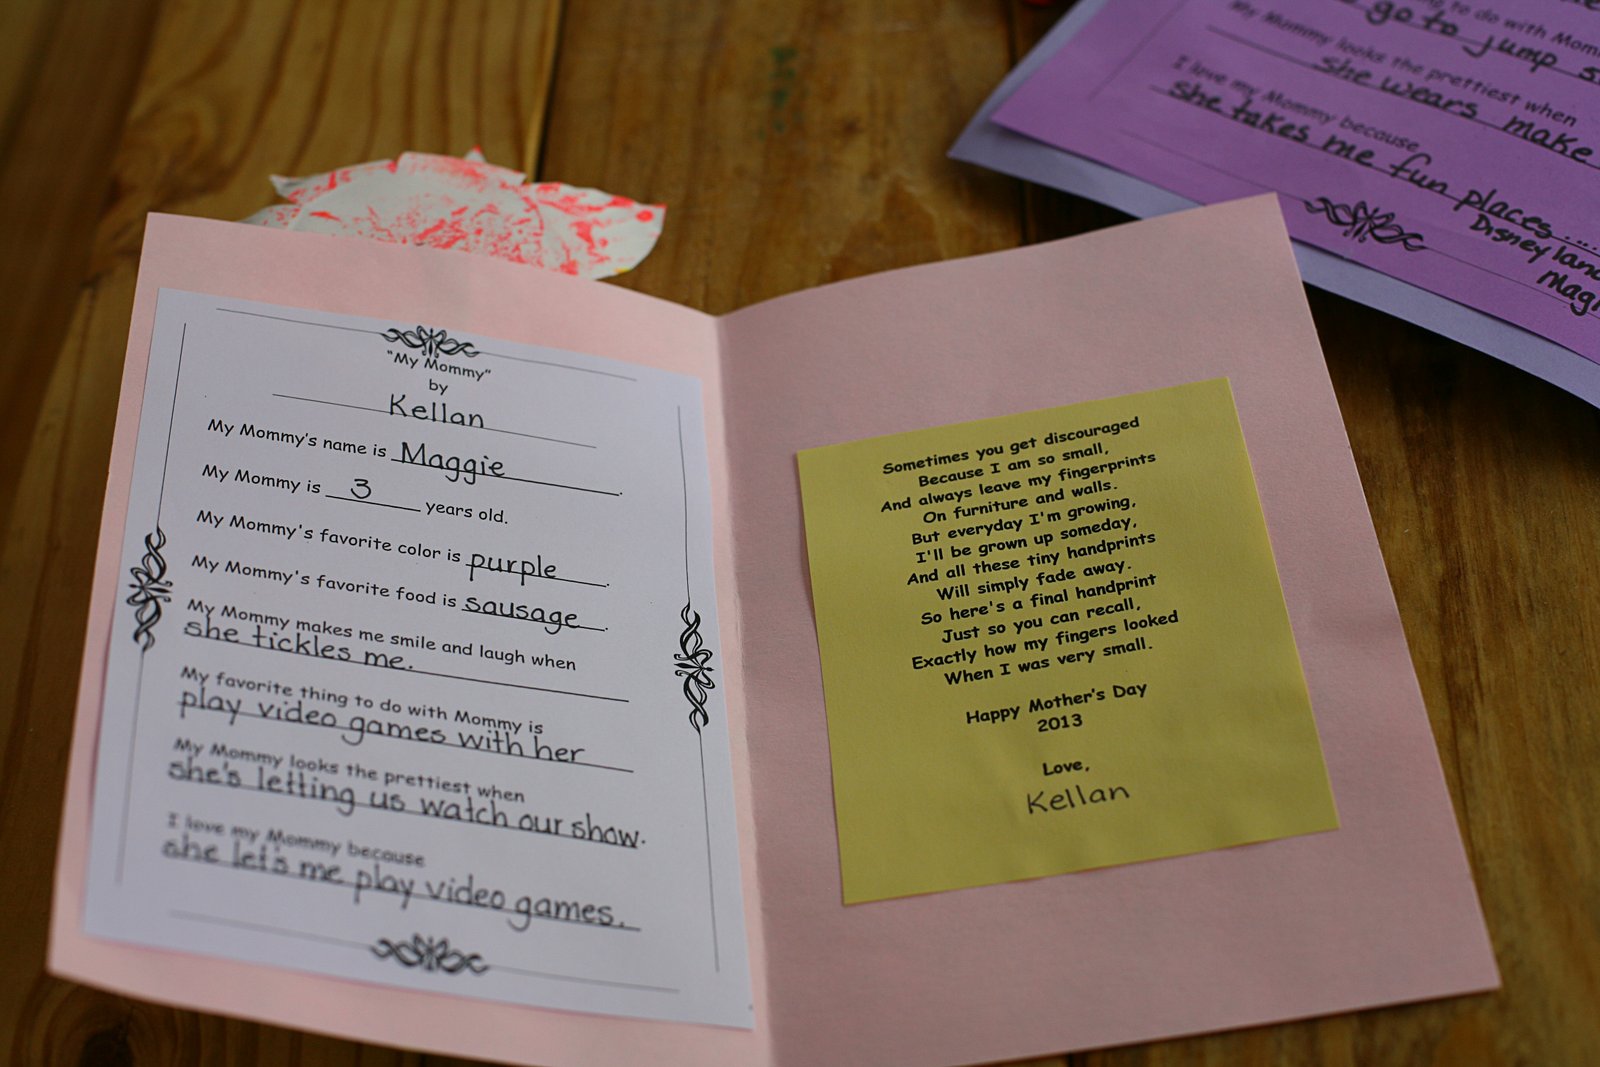 "My Mommy"
by
Kellan
My Mommy's name is Maggie.
My Mommy is 3 years old.
My Mommy's favorite color is purple.
My Mommy's favorite food is sausage.
My Mommy makes me smile and laugh when
she tickles me.
My favorite thing to do with Mommy is
play video games with her
My Mommy looks the prettiest when
she's letting us watch our show.
I love my Mommy because
she let's me play video games.
Sometimes you get discouraged
Because I am so small,
And always leave my fingerprints
On furniture and walls.
But everyday I'm growing,
I'll be grown up someday,
And all these tiny handprints
Will simply fade away.
So here's a final handprint
Just so you can recall,
Exactly how my fingers looked
When I was very small.
Happy Mother's Day
2013
Love,
Kellan
to do with
go to jump
My Mommy looks the prettiest when
she wears make
I love my Mommy because
she takes me fun places....